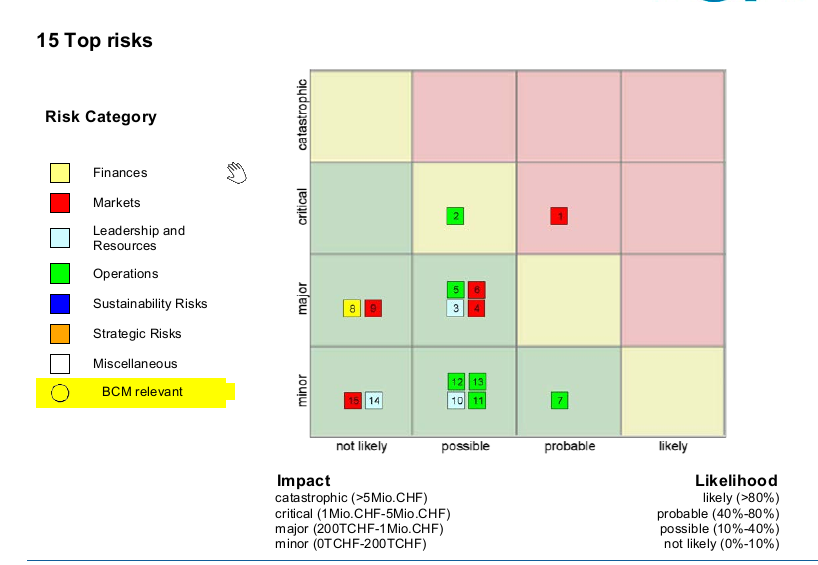 15 Top risks
Risk Category
Finances
Markets
Leadership and
Resources
Operations
Sustainability Risks
Strategic Risks
Miscellaneous
BCM relevant
catastrophic
critical
2 1
major
5 6
8 9 3 4
minor
12 13
15 14 10 11 7
not likely possible probable likely
Impact
catastrophic (>5Mio.CHF)
critical (1Mio.CHF-5Mio.CHF)
major (200TCHF-1Mio.CHF)
minor (0TCHF-200TCHF)
Likelihood
likely (>80%)
probable (40%-80%)
possible (10%-40%)
not likely (0%-10%)